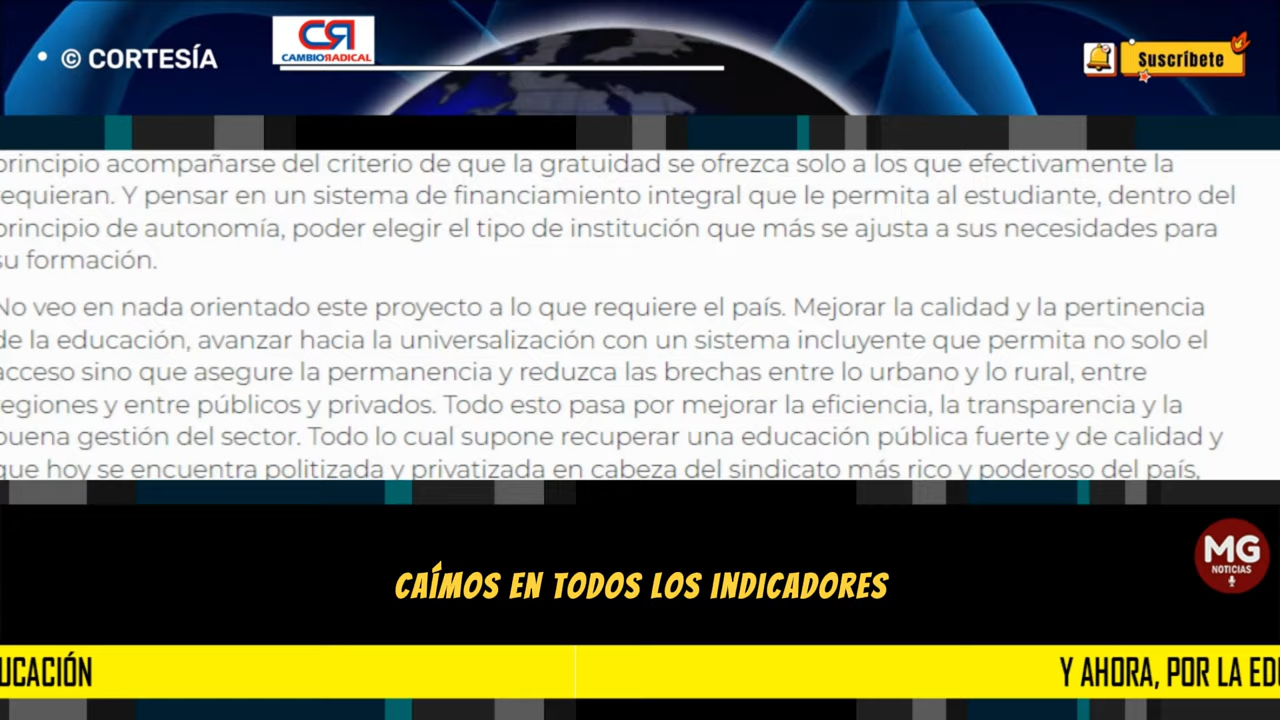 • © CORTESÍA
CR
CAMBIO RADICAL
Suscríbete
principio acompañarse del criterio de que la gratuidad se ofrezca solo a los que efectivamente la
requieran. Y pensar en un sistema de financiamiento integral que le permita al estudiante, dentro del
principio de autonomía, poder elegir el tipo de institución que más se ajusta a sus necesidades para
su formación.
No veo en nada orientado este proyecto a lo que requiere el país. Mejorar la calidad y la pertinencia
de la educación, avanzar hacia la universalización con un sistema incluyente que permita no solo el
acceso sino que asegure la permanencia y reduzca las brechas entre lo urbano y lo rural, entre
regiones y entre públicos y privados. Todo esto pasa por mejorar la eficiencia, la transparencia y la
buena gestión del sector. Todo lo cual supone recuperar una educación pública fuerte y de calidad y
que hoy se encuentra politizada y privatizada en cabeza del sindicato más rico y poderoso del país,
MG
NOTICIAS
CAÍMOS EN TODOS LOS INDICADORES
UCACIÓN
Y AHORA, POR LA EDU